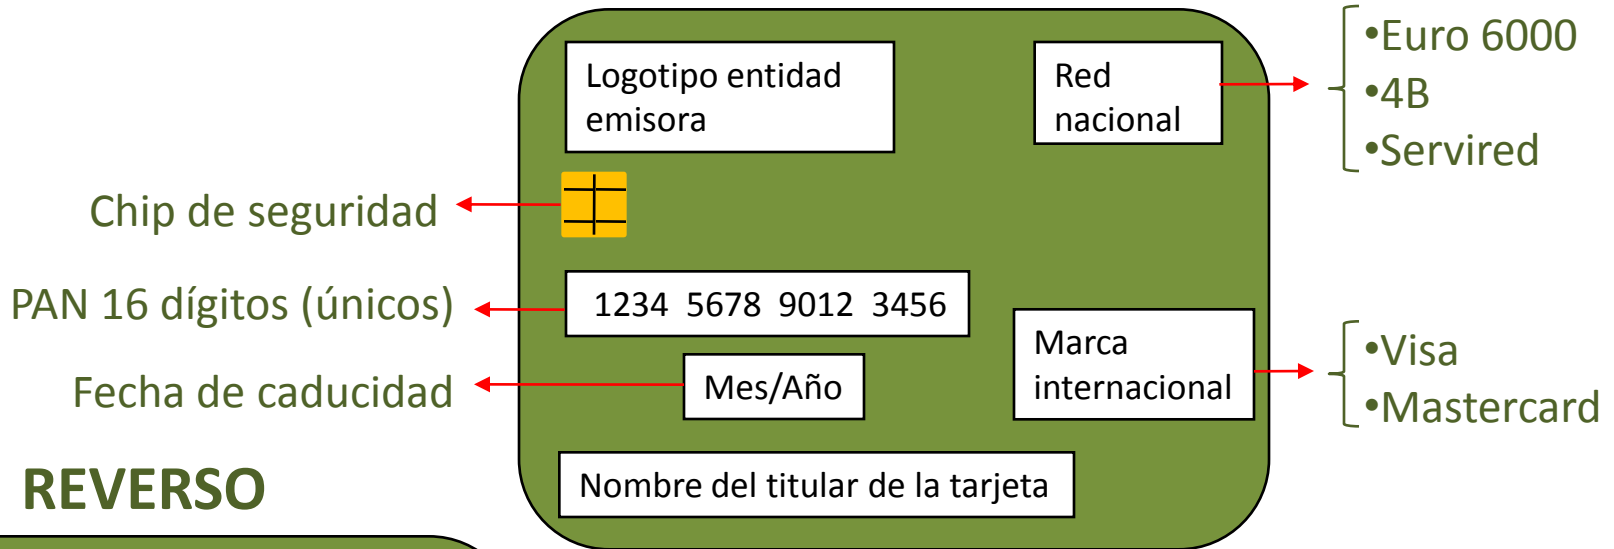 Logotipo entidad
emisora
Red
nacional
•Euro 6000
•4B
•Servired
Chip de seguridad
PAN 16 dígitos (únicos)
1234 5678 9012 3456
Fecha de caducidad
Mes/Año
Marca
internacional
•Visa
•Mastercard
Nombre del titular de la tarjeta
REVERSO